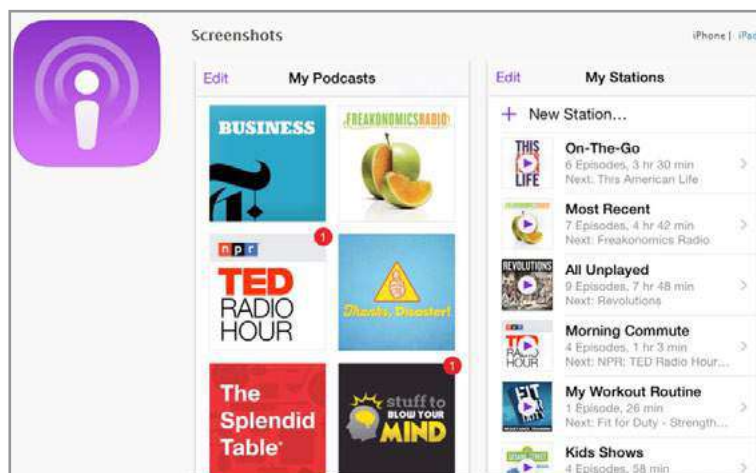 Screenshots
iPhone | iPad
Edit
My Podcasts
BUSINESS
FREAKONOMICS RADIO
npr
1
TED
RADIO
HOUR
Thanks, Disaster!
The
Splendid
Table®
1
stuff to
BLOW YOUR
MIND
Edit
My Stations
+ New Station...
THIS
LIFE
On-The-Go
6 Episodes, 3 hr 30 min
Next: This American Life
Most Recent
7 Episodes, 4 hr 42 min
Next: Freakonomics Radio
REVOLUTIONS
All Unplayed
9 Episodes, 7 hr 48 min
Next: Revolutions
Morning Commute
4 Episodes, 1 hr 3 min
Next: NPR: TED Radio Hour...
My Workout Routine
1 Episode, 26 min
Next: Fit for Duty - Strength...
Kids Shows
4 Episodes, 58 min